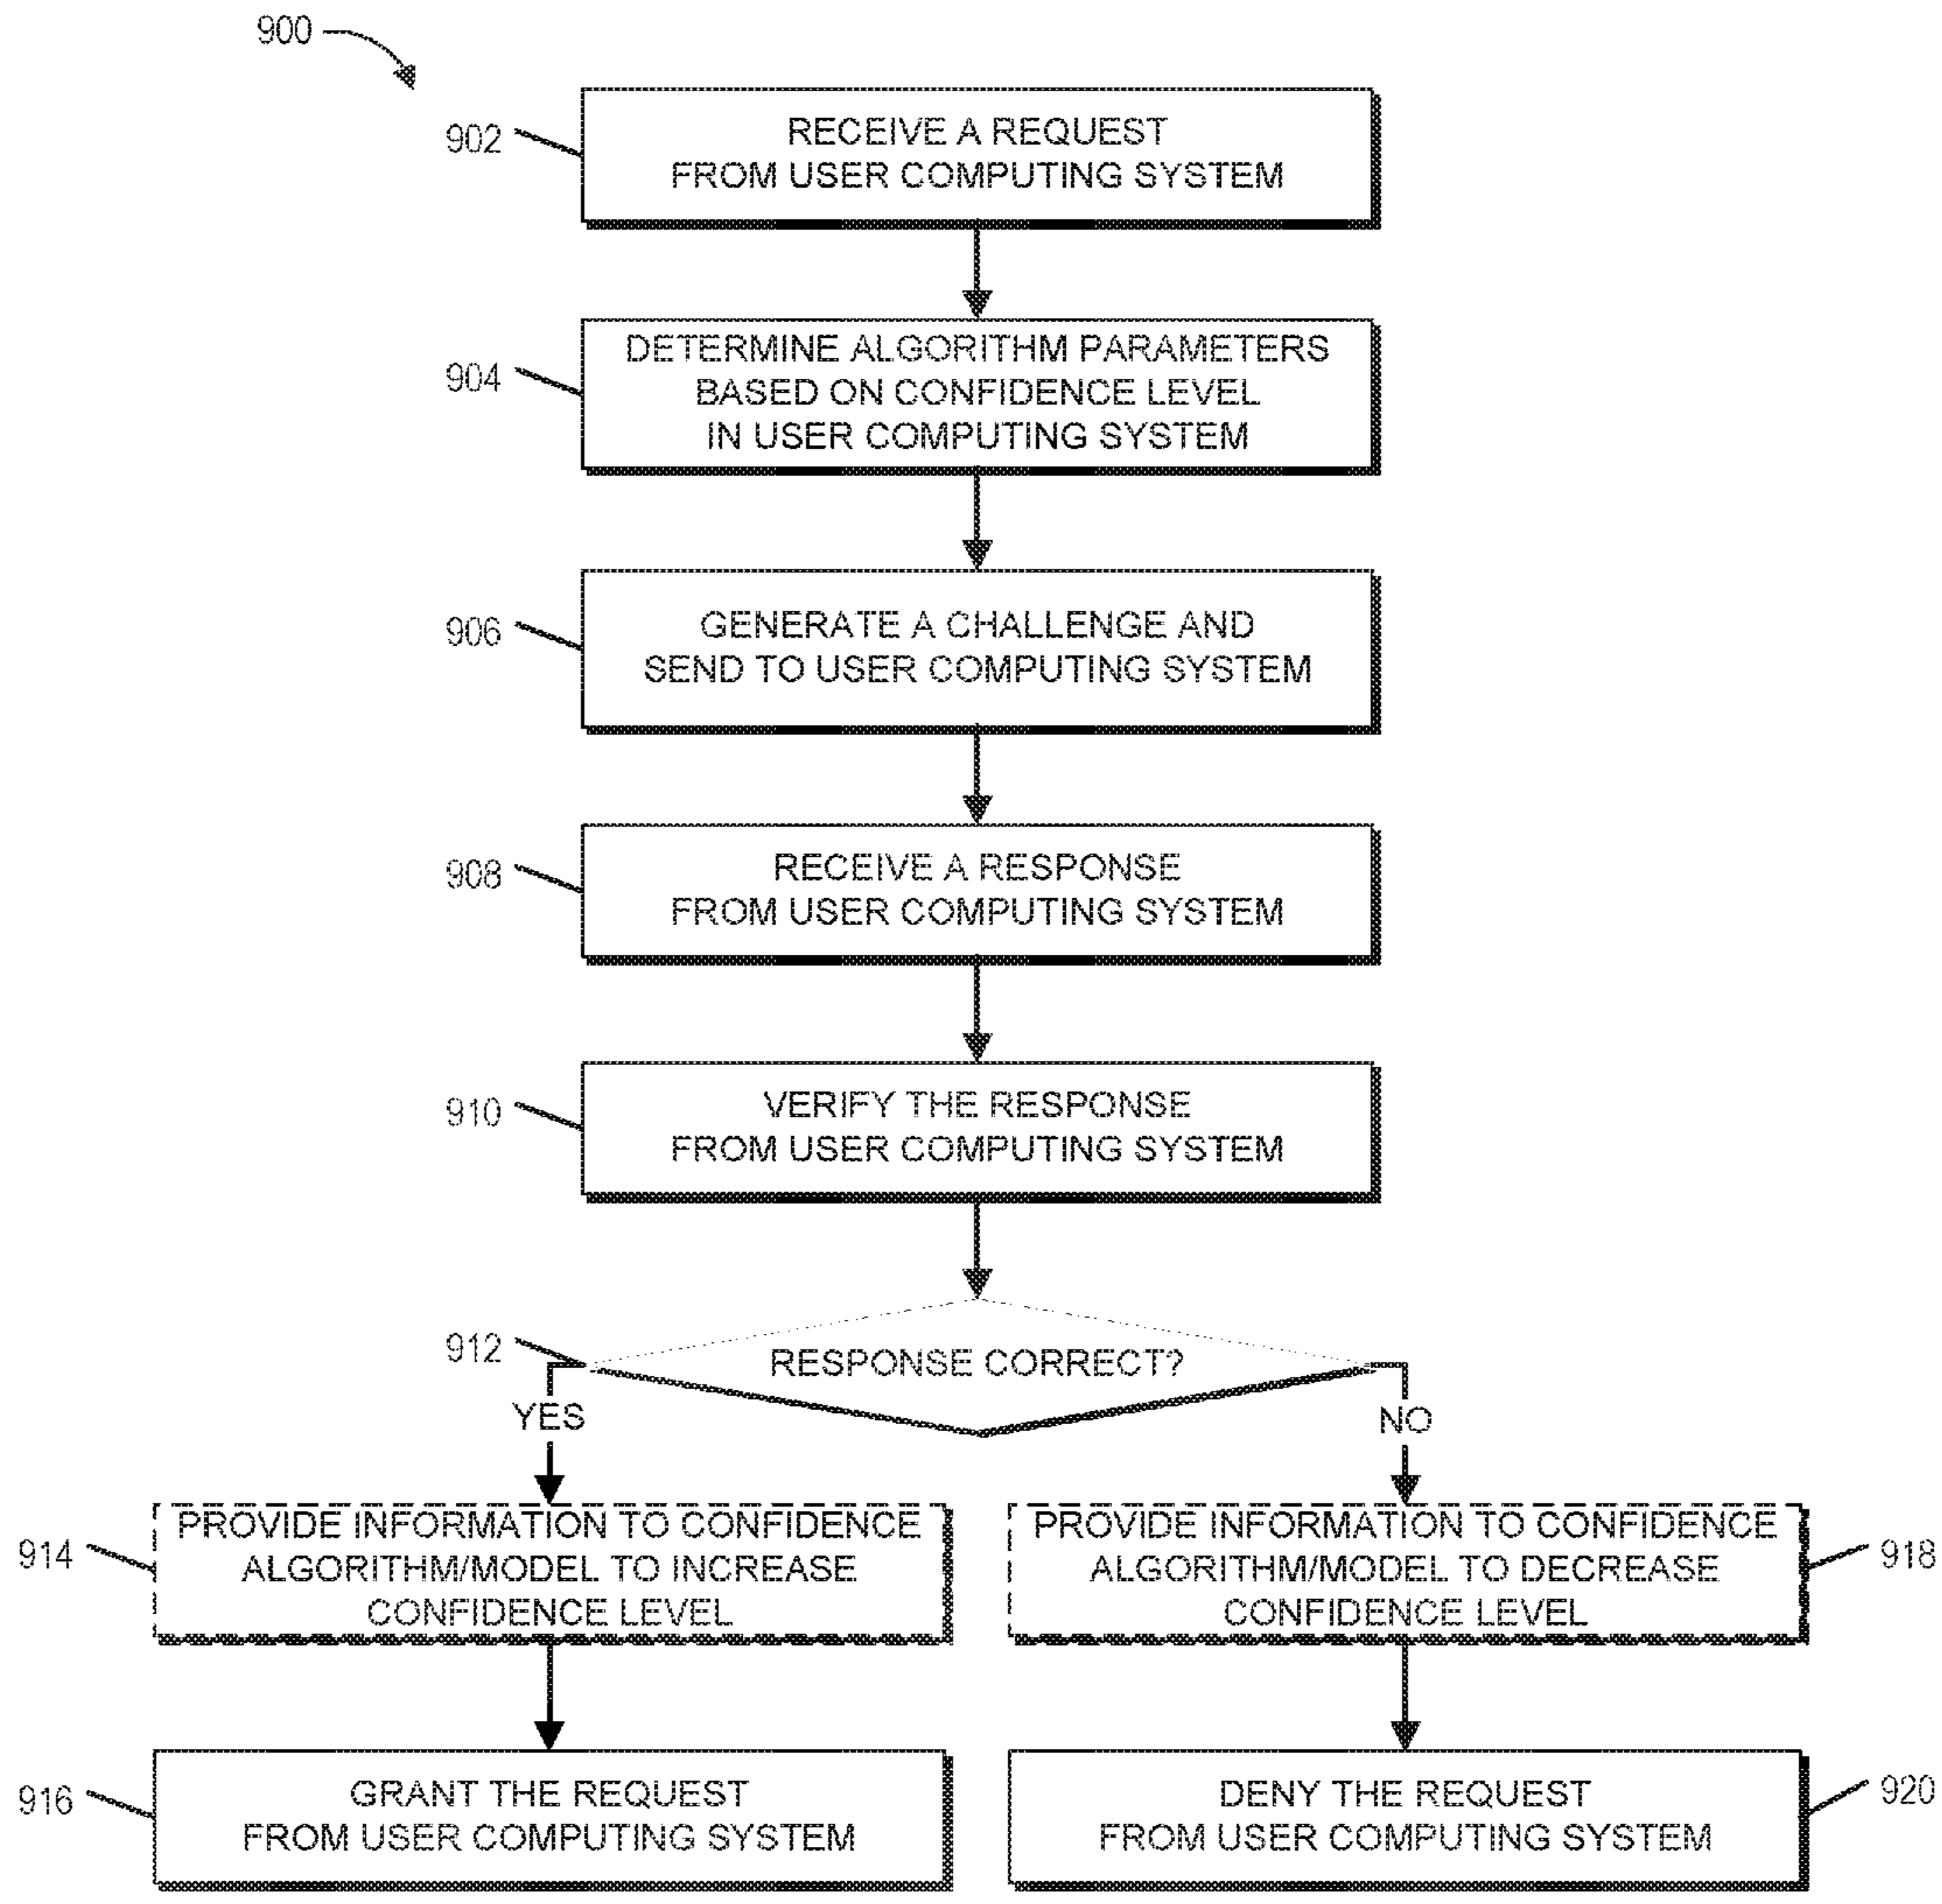 900
902
RECEIVE A REQUEST
FROM USER COMPUTING SYSTEM
904
DETERMINE ALGORITHM PARAMETERS
BASED ON CONFIDENCE LEVEL
IN USER COMPUTING SYSTEM
906
GENERATE A CHALLENGE AND
SEND TO USER COMPUTING SYSTEM
908
RECEIVE A RESPONSE
FROM USER COMPUTING SYSTEM
910
VERIFY THE RESPONSE
FROM USER COMPUTING SYSTEM
912
RESPONSE CORRECT?
YES
NO
914
PROVIDE INFORMATION TO CONFIDENCE
ALGORITHM/MODEL TO INCREASE
CONFIDENCE LEVEL
PROVIDE INFORMATION TO CONFIDENCE
ALGORITHM/MODEL TO DECREASE
CONFIDENCE LEVEL
918
916
GRANT THE REQUEST
FROM USER COMPUTING SYSTEM
DENY THE REQUEST
FROM USER COMPUTING SYSTEM
920